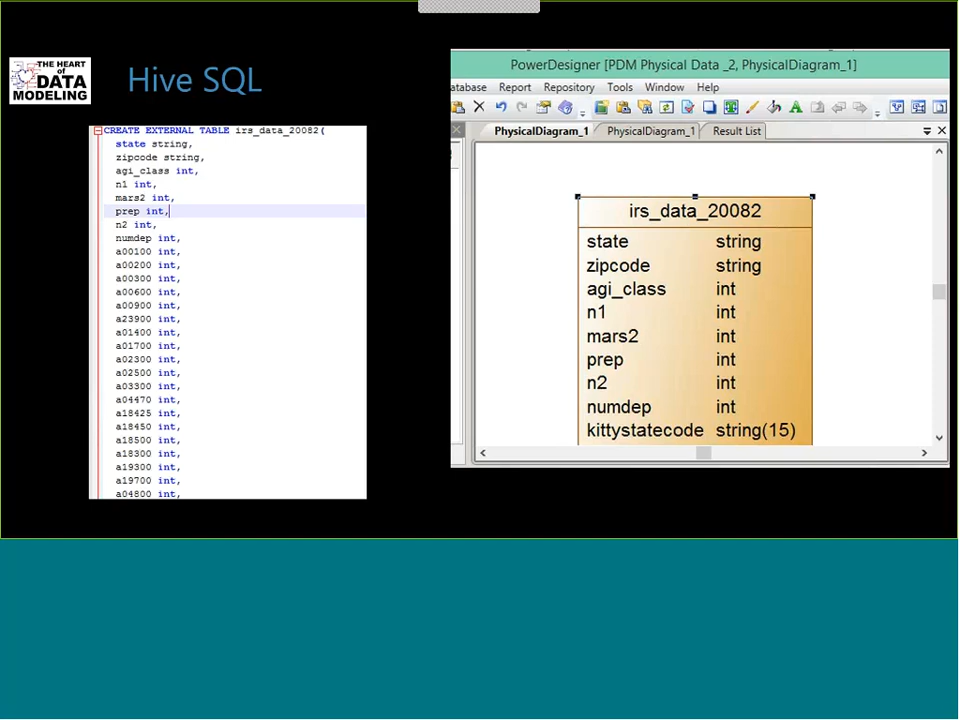 THE HEART
of
DATA
MODELING
Hive SQL
CREATE EXTERNAL TABLE irs_data_20082(
state string,
zipcode string,
agi_class int,
n1 int,
mars2 int,
prep int,
n2 int,
numdep int,
a00100 int,
a00200 int,
a00300 int,
a00600 int,
a00900 int,
a23900 int,
a01400 int,
a01700 int,
a02300 int,
a02500 int,
a03300 int,
a04470 int,
a18425 int,
a18450 int,
a18500 int,
a18300 int,
a19300 int,
a19700 int,
a04800 int,
PowerDesigner [PDM Physical Data _2, PhysicalDiagram_1]
atabase Report Repository Tools Window Help
PhysicalDiagram_1 PhysicalDiagram_1 Result List
irs_data_20082
state string
zipcode string
agi_class int
n1 int
mars2 int
prep int
n2 int
numdep int
kittystatecode string(15)